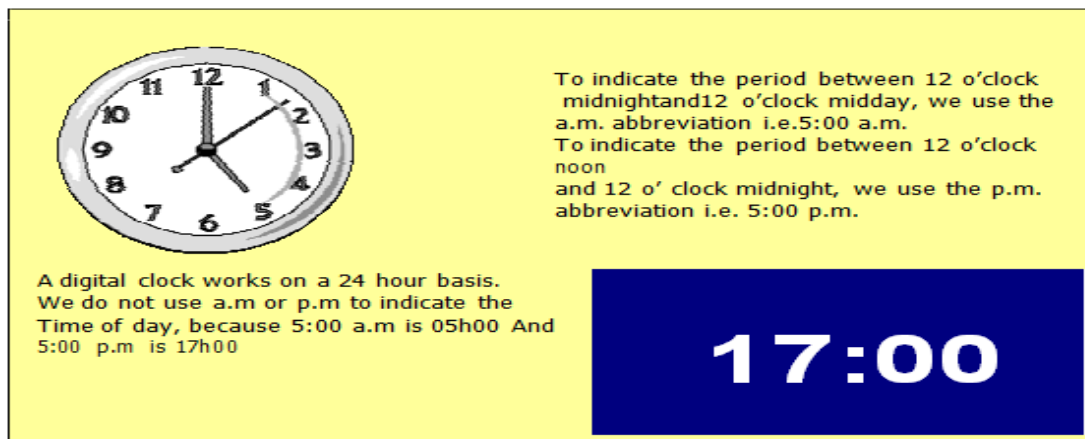 12
11
1
10
2
9
3
8
4
7
5
6
To indicate the period between 12 o’clock
midnightand12 o’clock midday, we use the
a.m. abbreviation i.e.5:00 a.m.
To indicate the period between 12 o’clock
noon
and 12 o’ clock midnight, we use the p.m.
abbreviation i.e. 5:00 p.m.
A digital clock works on a 24 hour basis.
We do not use a.m or p.m to indicate the
Time of day, because 5:00 a.m is 05h00 And
5:00 p.m is 17h00
17:00